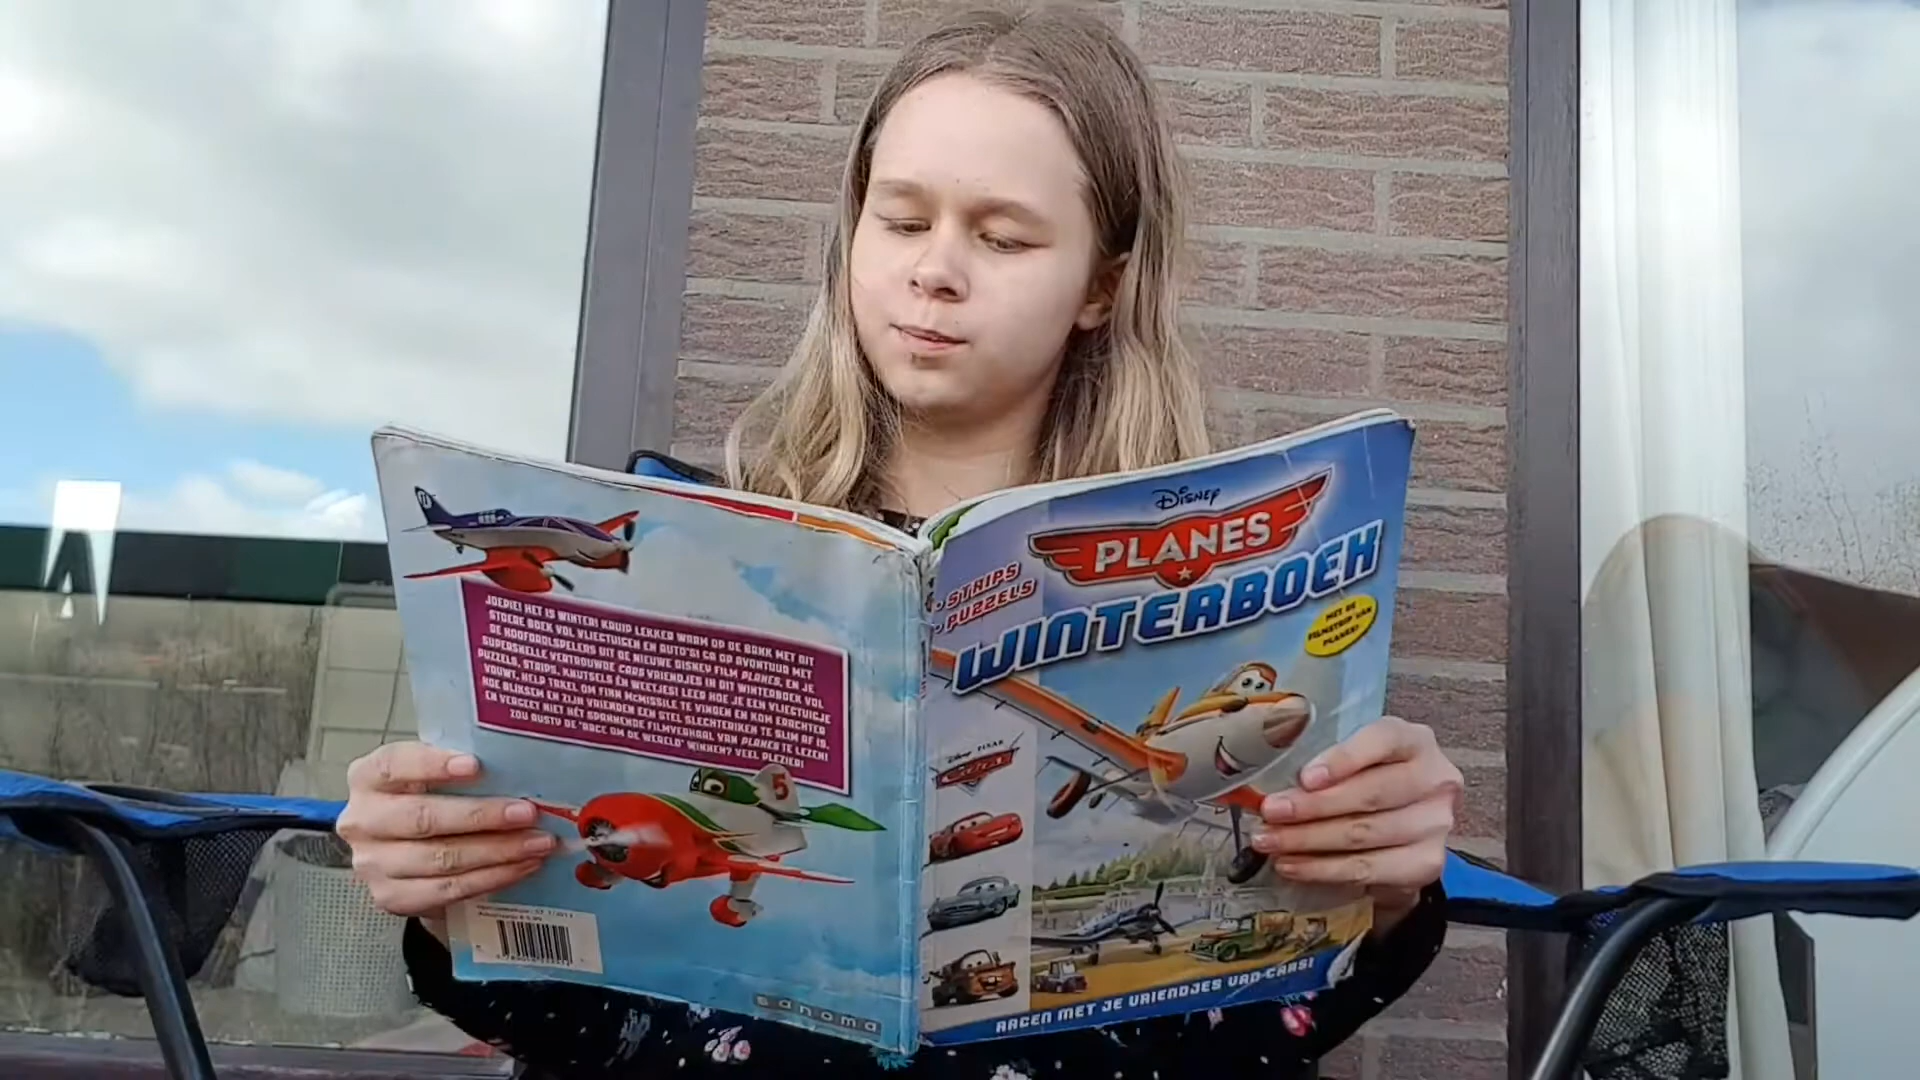 JOEPIE! HET IS WINTER! KRUIP LEKKER WARM OP DE BANK MET DIT
STOERE BOEK VOL VLIEGTUIGEN EN AUTO'S! GA OP AVONTUUR MET
DE HOOFDROLSPELERS UIT DE NIEUWE DISNEY FILM PLANES, EN JE
SUPERSNELLE VERTROUWDE CARS VRIENDJES IN DIT WINTERBOEK VOL
PUZZELS, STRIPS, KNUTSELS ÉN WEETJES! LEER HOE JE EEN VLIEGTUIGJE
VOUWT, HELP TAKEL OM FINN McMISSILE TE VINDEN EN KOM ERACHTER
HOE BLIKSEM EN ZIJN VRIENDEN EEN STEL SLECHTERIKEN TE SLIM AF IS.
EN VERGEET NIET HÉT SPANNENDE FILMVERHAAL VAN PLANES TE LEZEN!
ZOU DUSTY DE 'RACE OM DE WERELD' WINNEN? VEEL PLEZIER!
5
sanoma
DISNEY
PLANES
• STRIPS
• PUZZELS
WINTERBOEK
MET DE
FILMSTRIP VAN
PLANES!
DISNEY PIXAR
CARS
RACEN MET JE VRIENDJES VAN CARS!